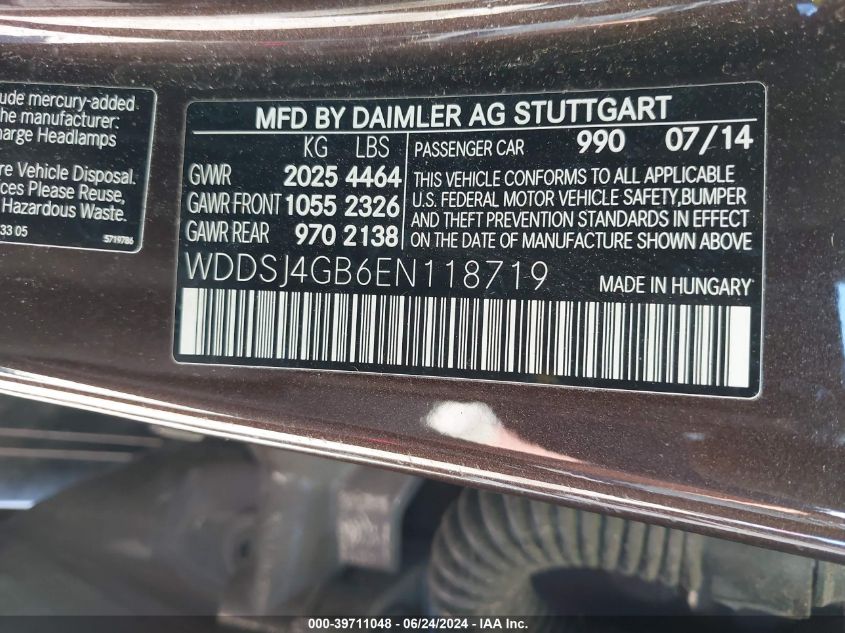 ude mercury-added
he manufacturer:
harge Headlamps
re Vehicle Disposal.
ces Please Reuse,
Hazardous Waste.
33 05
5719786
MFD BY DAIMLER AG STUTTGART
KG LBS
GWWR 2025 4464
GAWR FRONT 1055 2326
GAWR REAR 970 2138
PASSENGER CAR 990 07/14
THIS VEHICLE CONFORMS TO ALL APPLICABLE
U.S. FEDERAL MOTOR VEHICLE SAFETY,BUMPER
AND THEFT PREVENTION STANDARDS IN EFFECT
ON THE DATE OF MANUFACTURE SHOWN ABOVE
WDDSJ4GB6EN118719
MADE IN HUNGARY
000-39711048 - 06/24/2024 - IAA Inc.